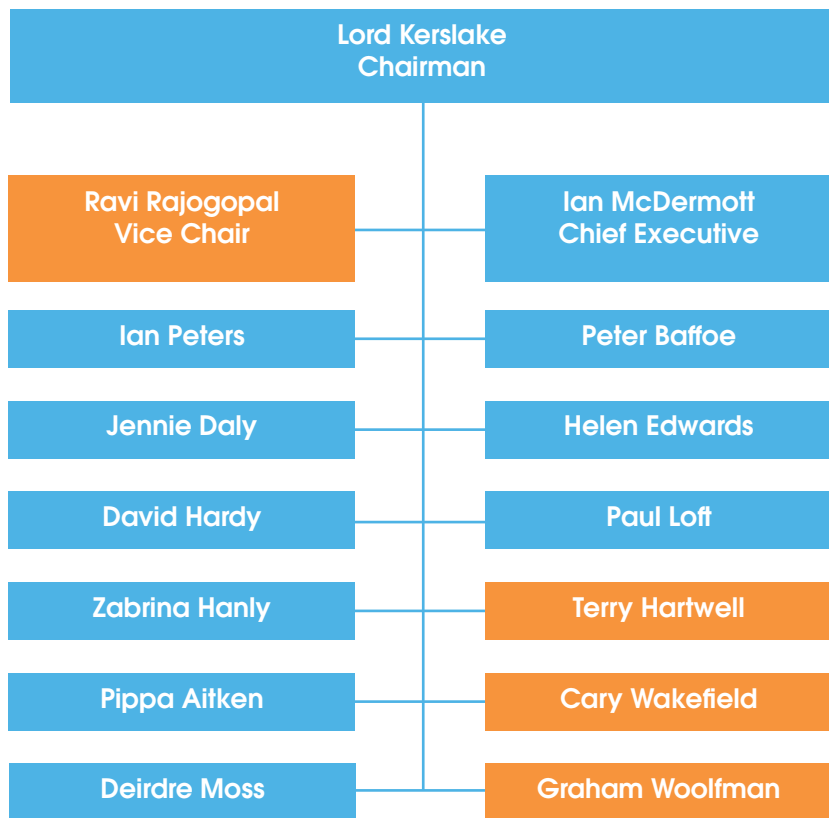 Lord Kerslake
Chairman
Ravi Rajogopal
Vice Chair
Ian McDermott
Chief Executive
Ian Peters
Peter Baffoe
Jennie Daly
Helen Edwards
David Hardy
Paul Loft
Zabrina Hanly
Terry Hartwell
Pippa Aitken
Cary Wakefield
Deirdre Moss
Graham Woolfman